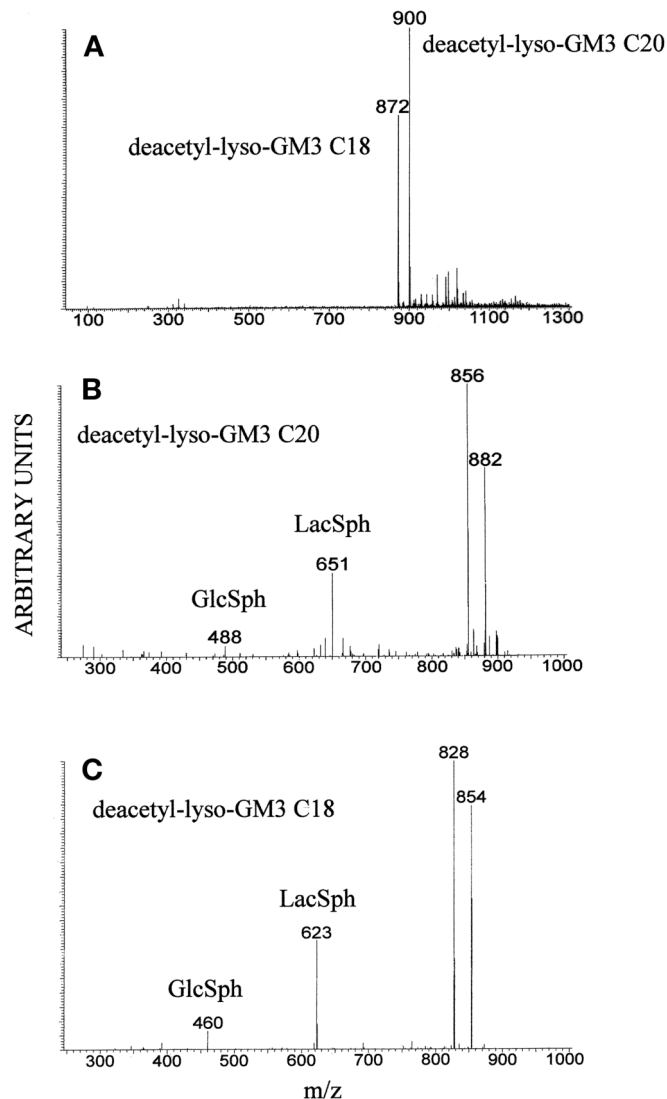 A
900
deacetyl-lyso-GM3 C20
872
deacetyl-lyso-GM3 C18
100 300 500 700 900 1100 1300
ARBITRARY UNITS
B
856
deacetyl-lyso-GM3 C20
882
LacSph
651
GlcSph
488
300 400 500 600 700 800 900 1000
C
828
deacetyl-lyso-GM3 C18
854
LacSph
623
GlcSph
460
300 400 500 600 700 800 900 1000
m/z